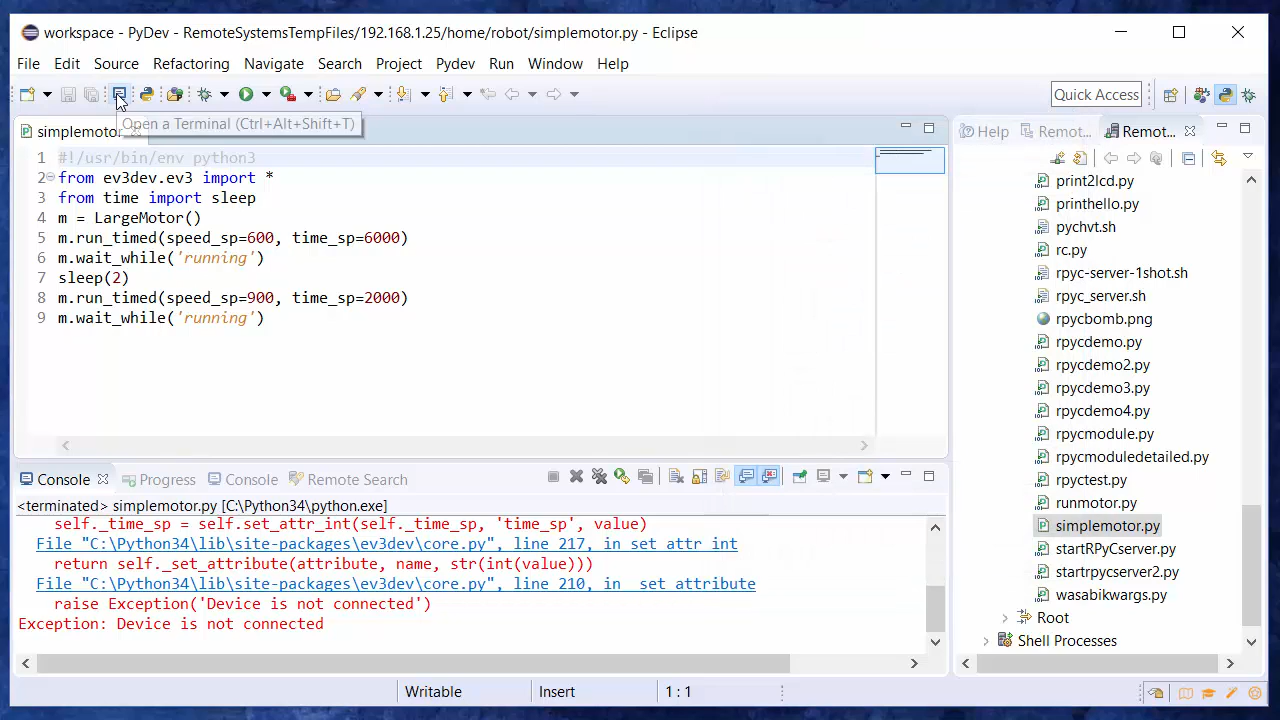 workspace - PyDev - RemoteSystemsTempFiles/192.168.1.25/home/robot/simplemotor.py - Eclipse
File Edit Source Refactoring Navigate Search Project Pydev Run Window Help
Quick Access
Open a Terminal (Ctrl+Alt+Shift+T)
simplemotor
1 #!/usr/bin/env python3
2 from ev3dev.ev3 import *
3 from time import sleep
4 m = LargeMotor()
5 m.run_timed(speed_sp=600, time_sp=6000)
6 m.wait_while('running')
7 sleep(2)
8 m.run_timed(speed_sp=900, time_sp=2000)
9 m.wait_while('running')
Help Remot... Remot...
print2lcd.py
printhello.py
pychvt.sh
rc.py
rpyc-server-1shot.sh
rpyc_server.sh
rpycbomb.png
rpycdemo.py
rpycdemo2.py
rpycdemo3.py
rpycdemo4.py
rpycmodule.py
rpycmoduledetailed.py
rpyctest.py
runmotor.py
simplemotor.py
startRPyCserver.py
startrpycserver2.py
wasabikwargs.py
Root
Shell Processes
Console Progress Console Remote Search
<terminated> simplemotor.py [C:\Python34\python.exe]
self._time_sp = self.set_attr_int(self._time_sp, 'time_sp', value)
File "C:\Python34\lib\site-packages\ev3dev\core.py", line 217, in set attr int
return self._set_attribute(attribute, name, str(int(value)))
File "C:\Python34\lib\site-packages\ev3dev\core.py", line 210, in  set attribute
raise Exception('Device is not connected')
Exception: Device is not connected
Writable Insert 1 : 1